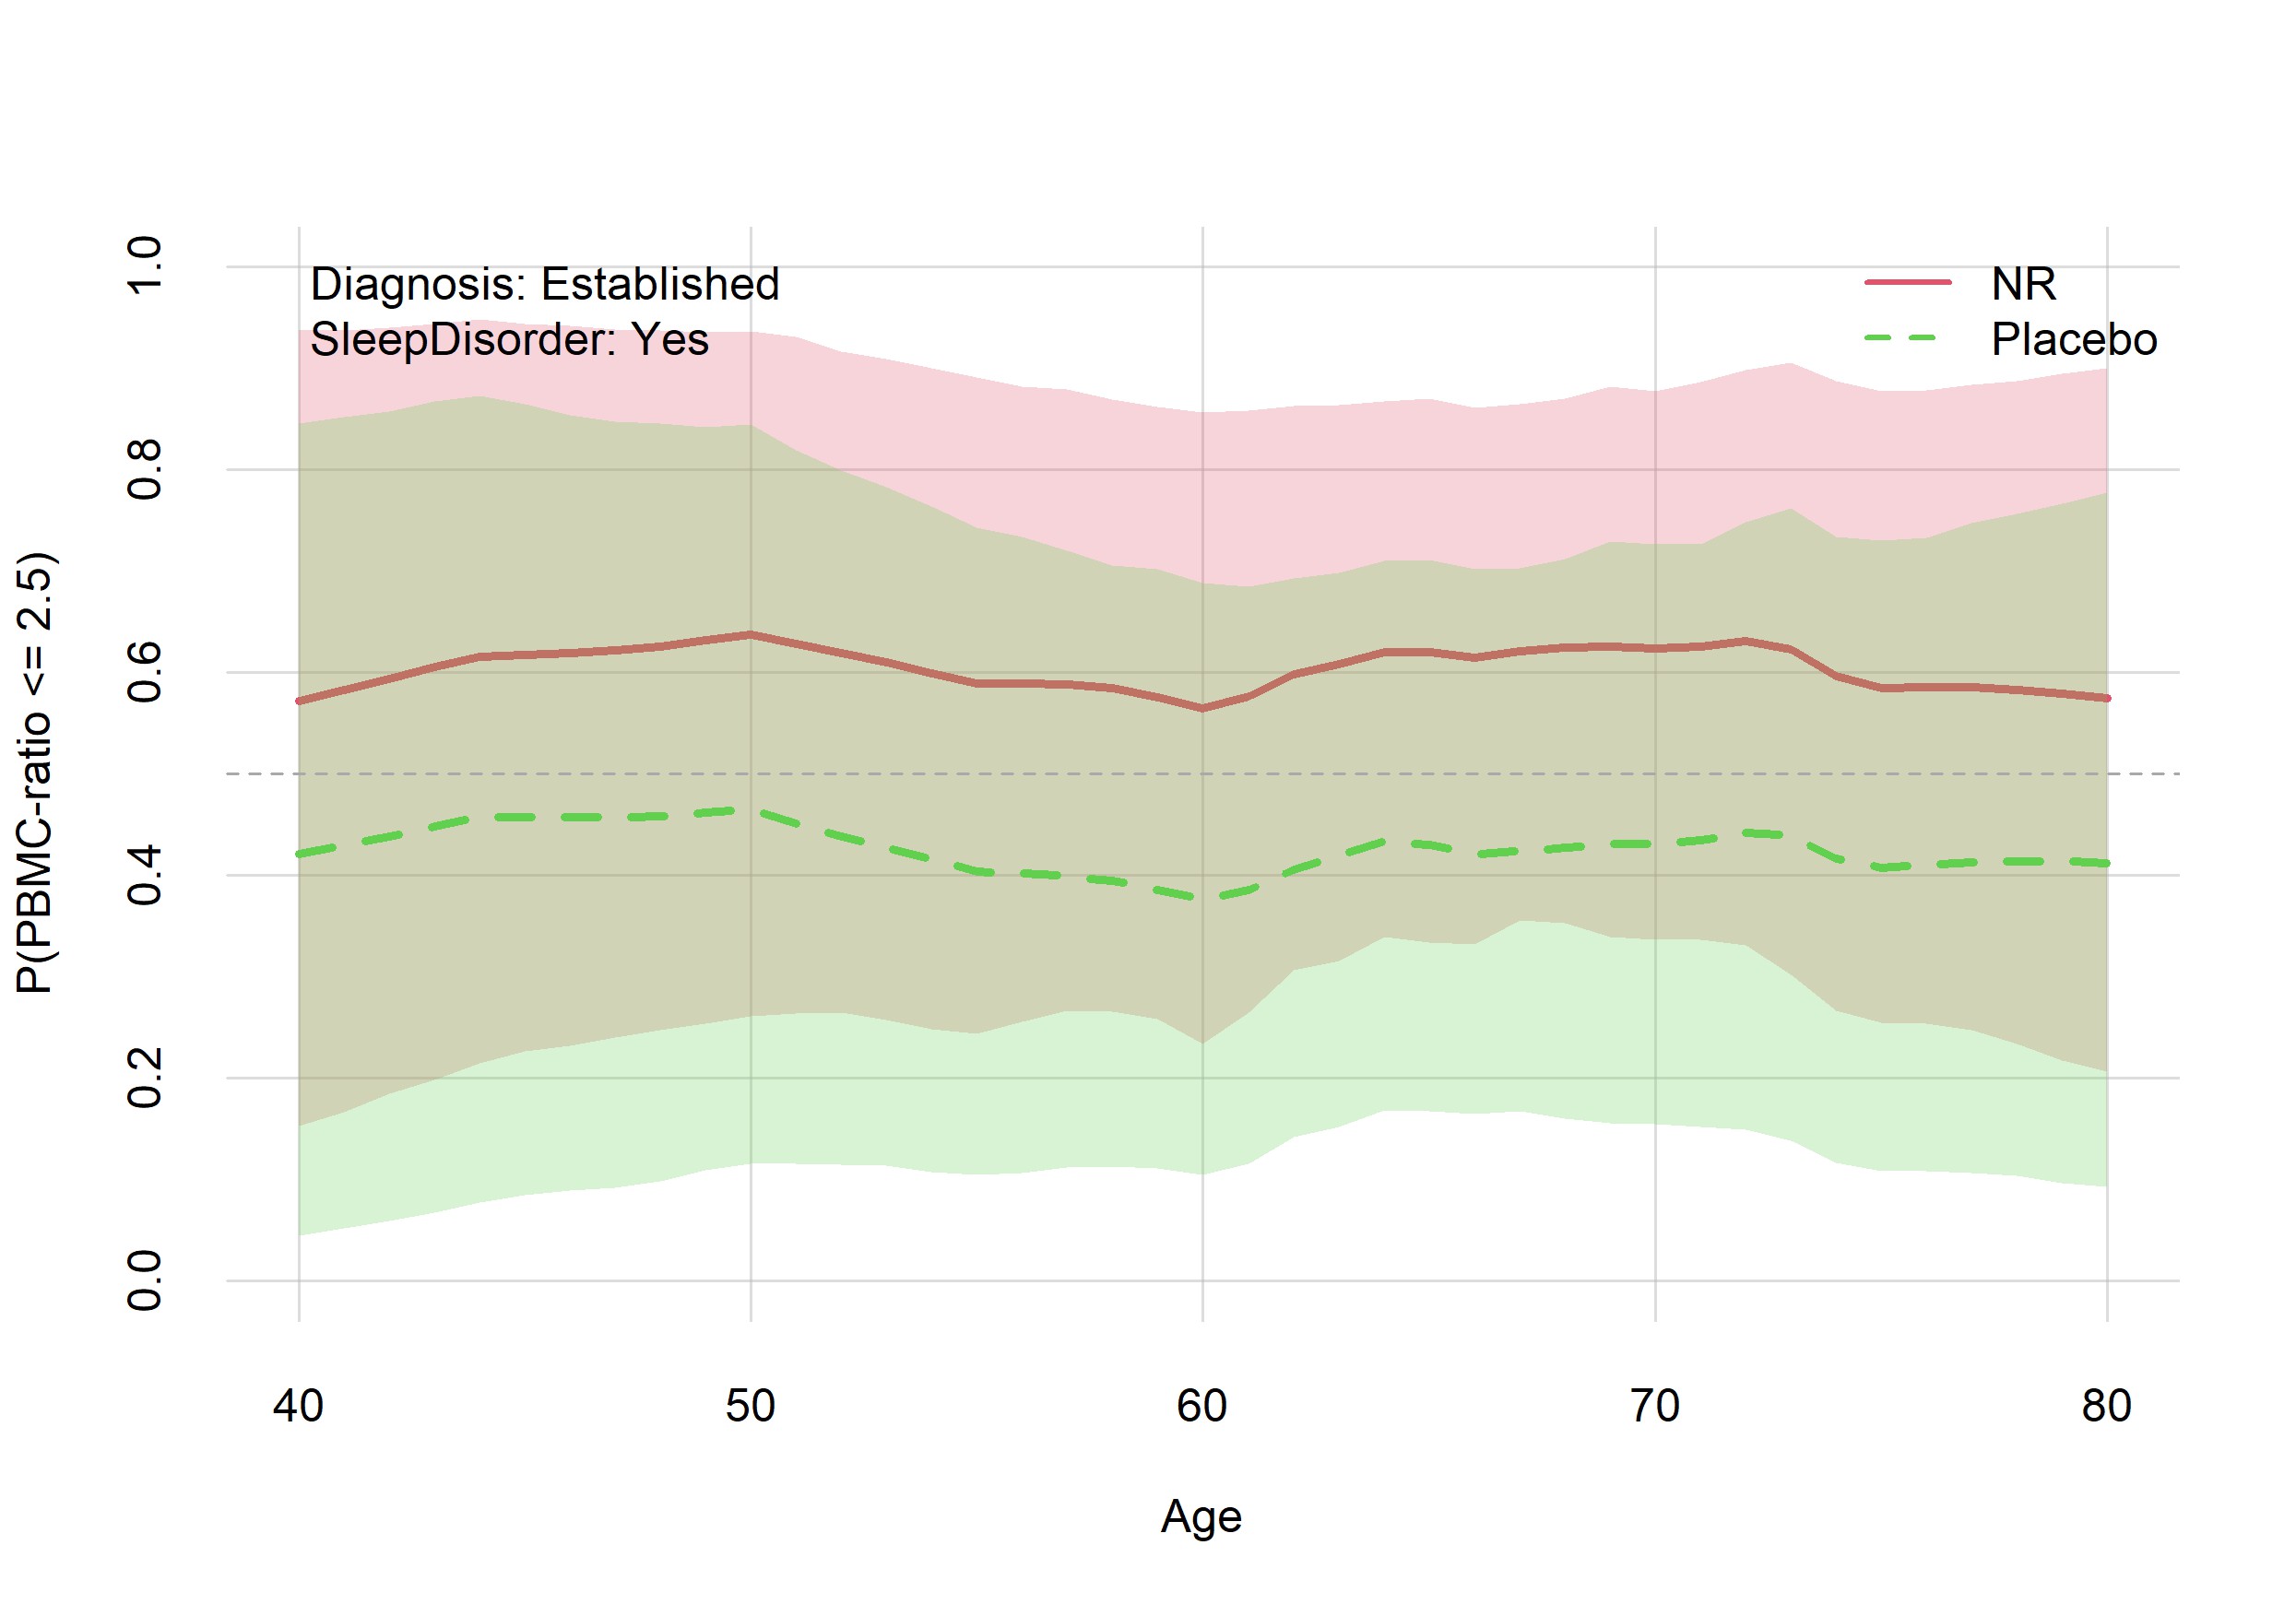 Diagnosis: Established
SleepDisorder: Yes
NR
Placebo
P(PBMC-ratio <= 2.5)
1.0
0.8
0.6
0.4
0.2
0.0
40 50 60 70 80
Age